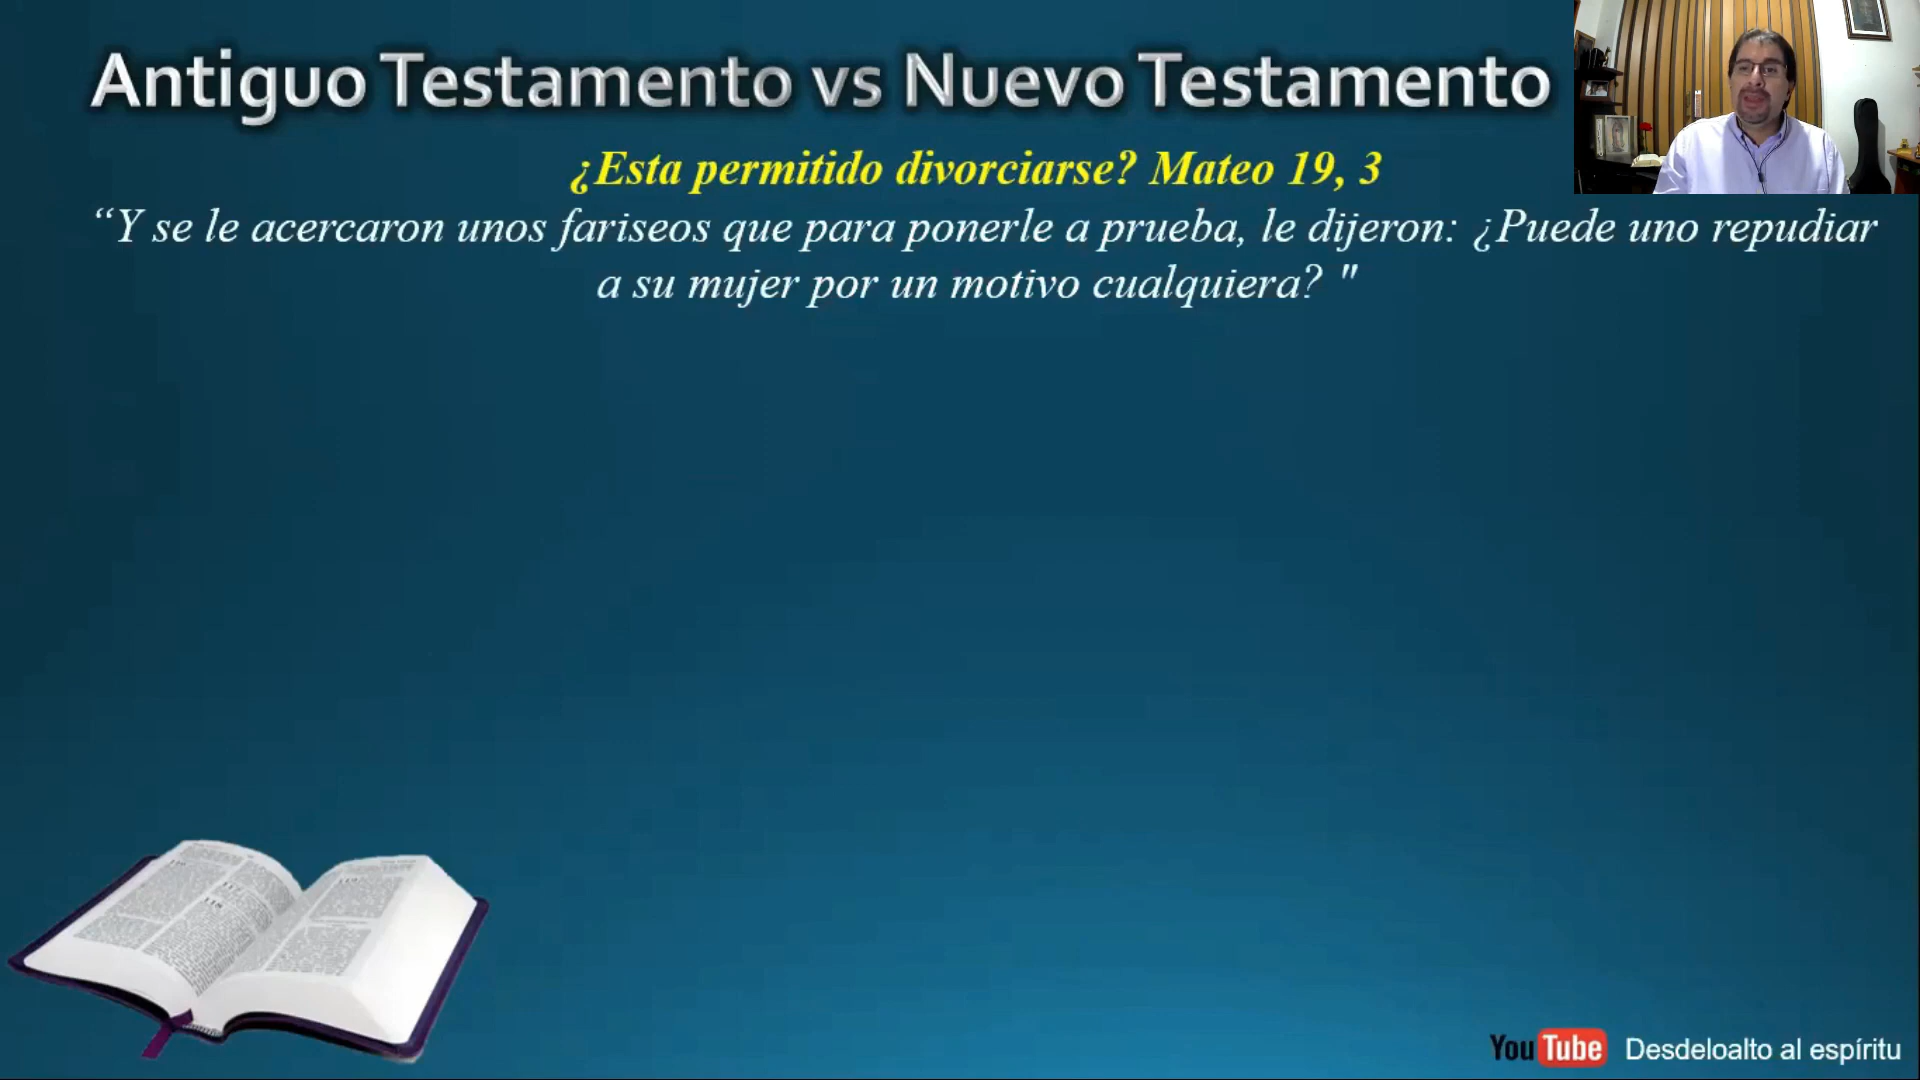 Antiguo Testamento vs Nuevo Testamento
¿Esta permitido divorciarse? Mateo 19, 3
“Y se le acercaron unos fariseos que para ponerle a prueba, le dijeron: ¿Puede uno repudiar
a su mujer por un motivo cualquiera? "
YouTube Desdeloalto al espíritu